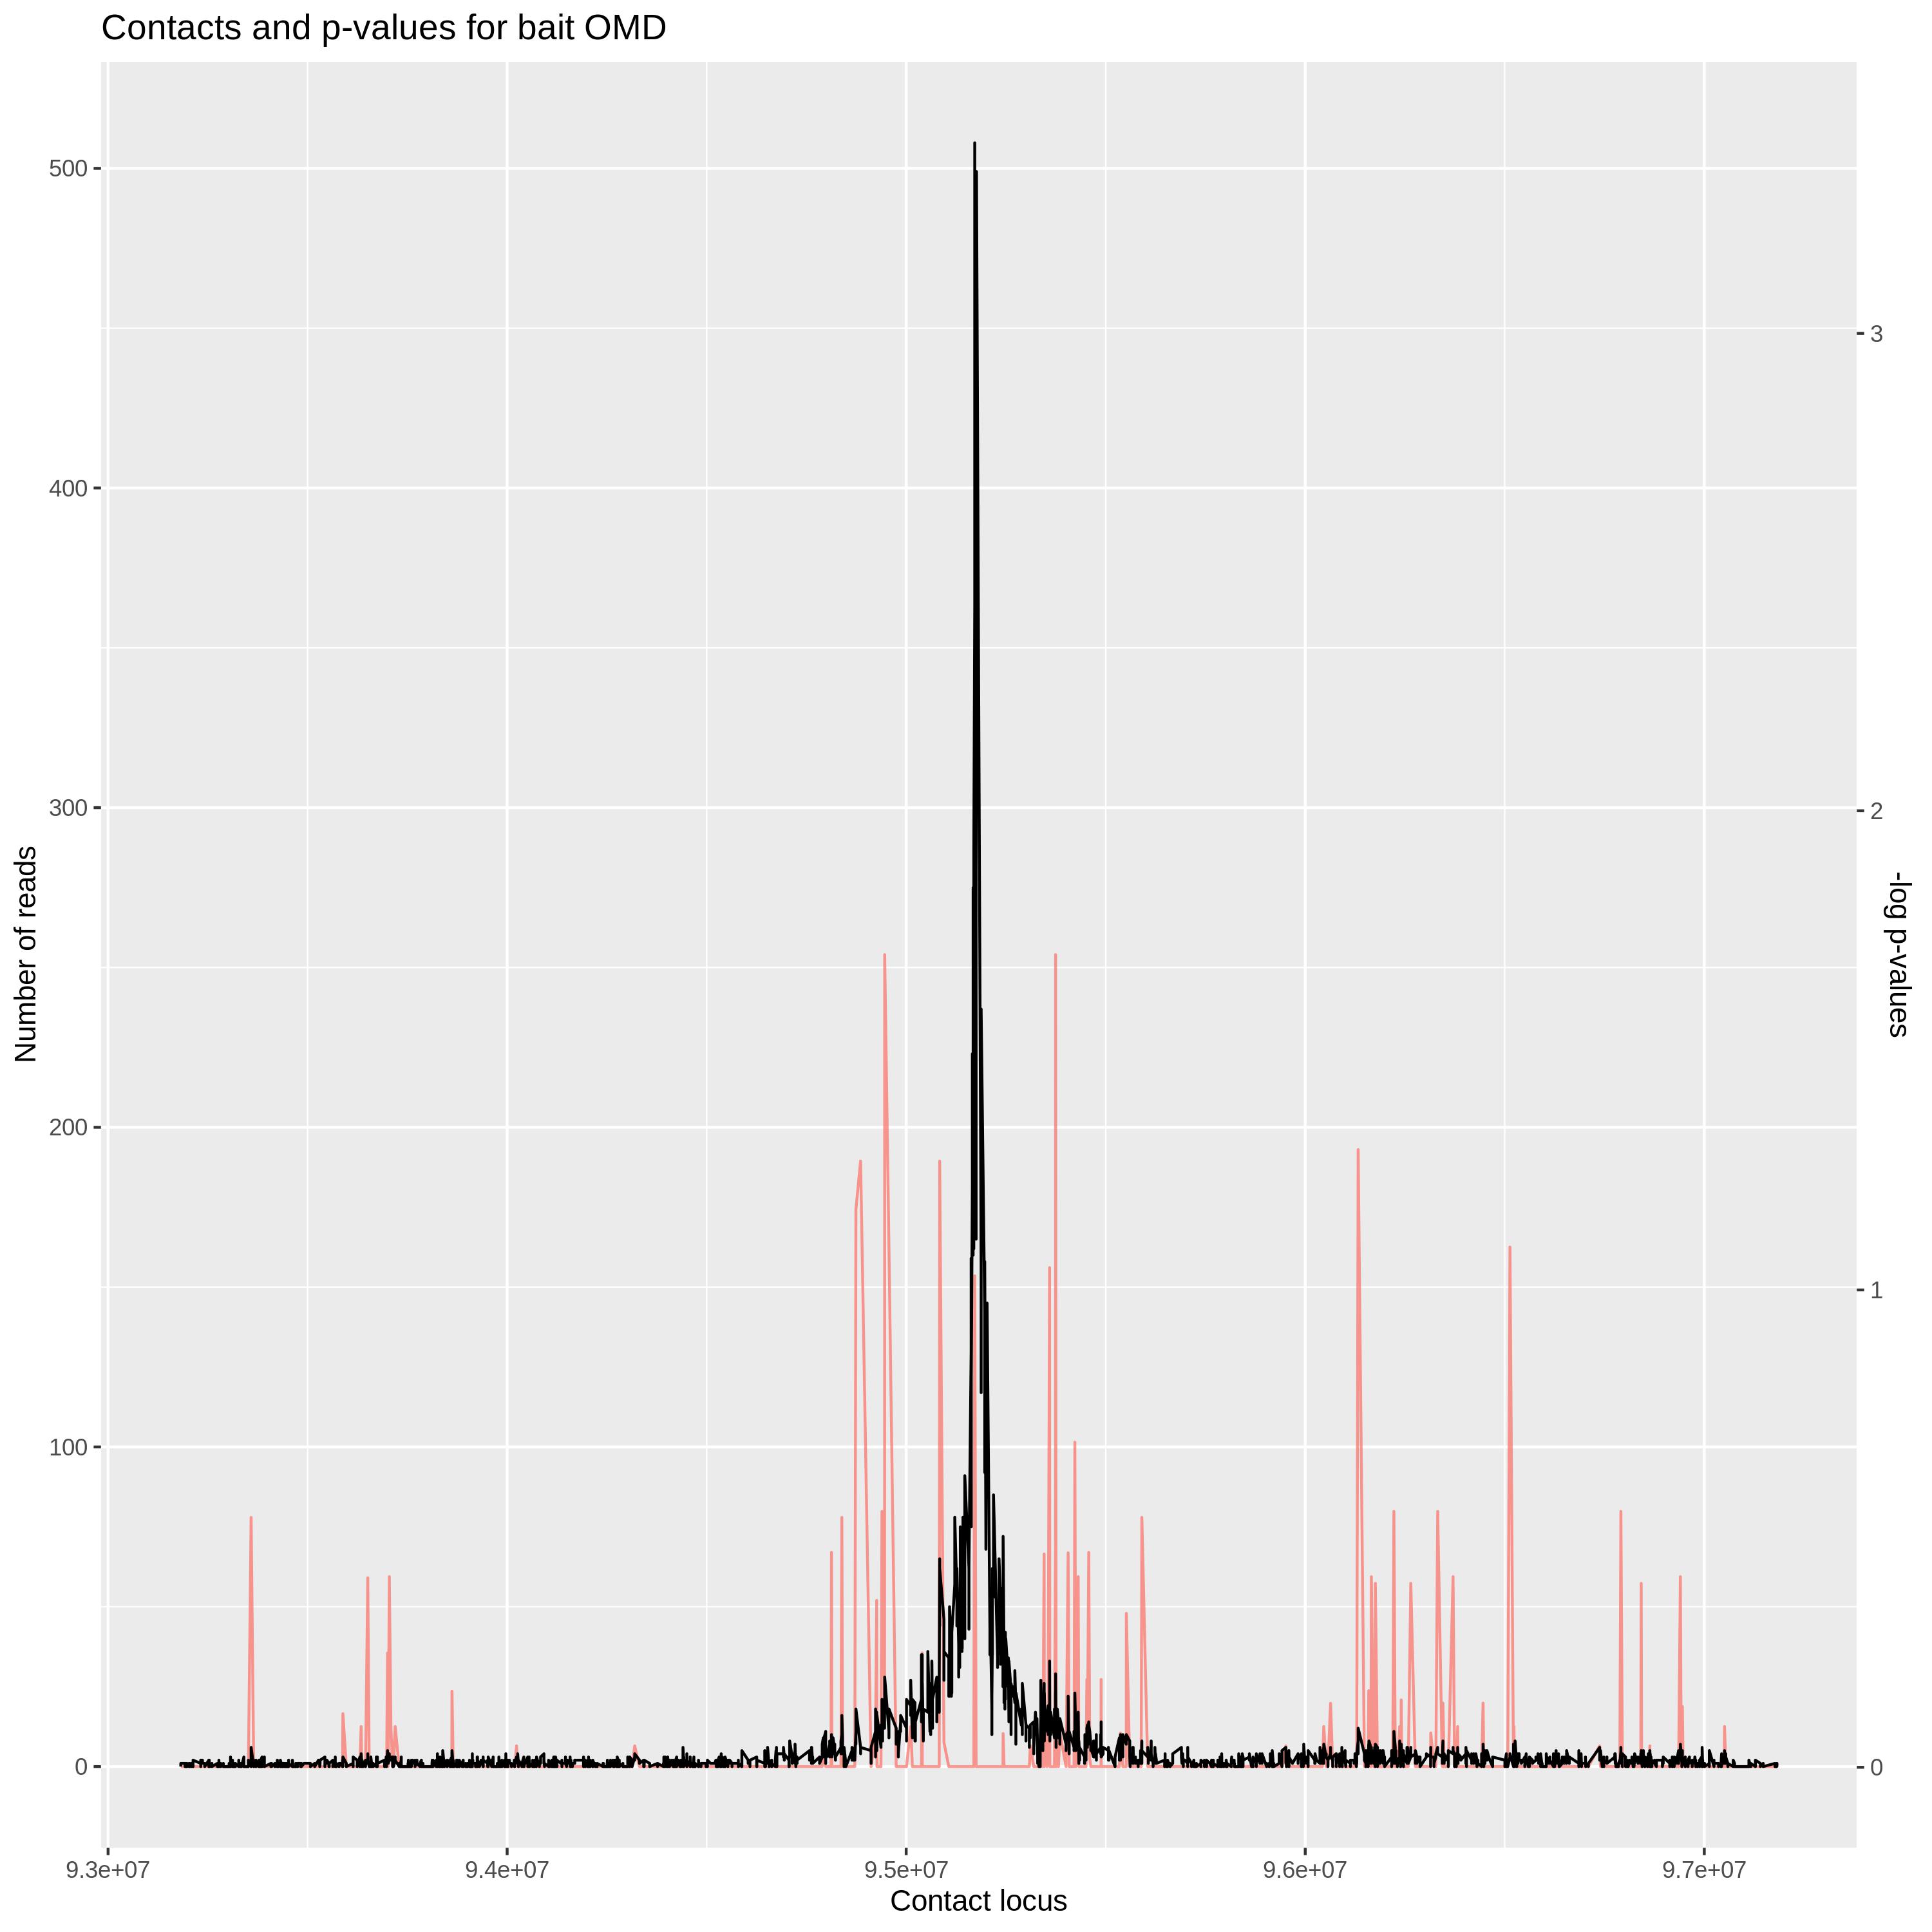 Contacts and p-values for bait OMD
500
400
300
200
100
0
Number of reads
3
2
1
0
-log p-values
9.3e+07 9.4e+07 9.5e+07 9.6e+07 9.7e+07
Contact locus